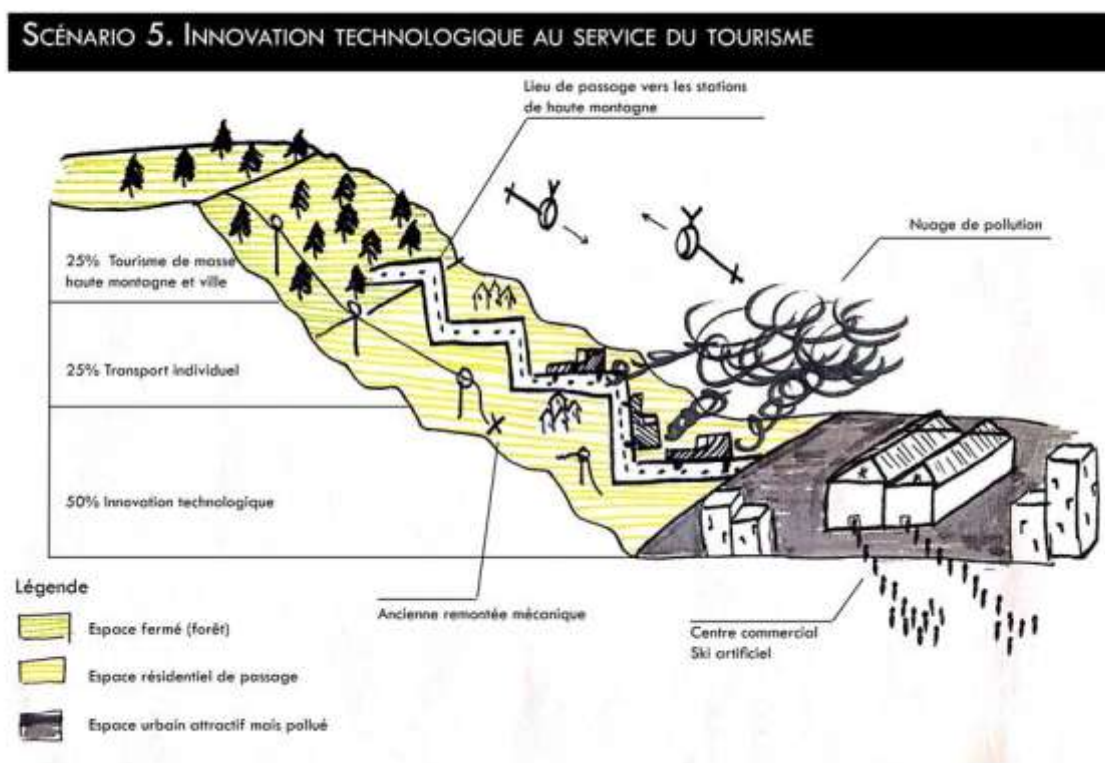 SCÉNARIO 5. INNOVATION TECHNOLOGIQUE AU SERVICE DU TOURISME
Lieu de passage vers les stations
de haute montagne
Nuage de pollution
25% Tourisme de masse
haute montagne et ville
25% Transport individuel
50% Innovation technologique
Ancienne remontée mécanique
Centre commercial
Ski artificiel
Légende
Espace fermé (forêt)
Espace résidentiel de passage
Espace urbain attractif mais pollué